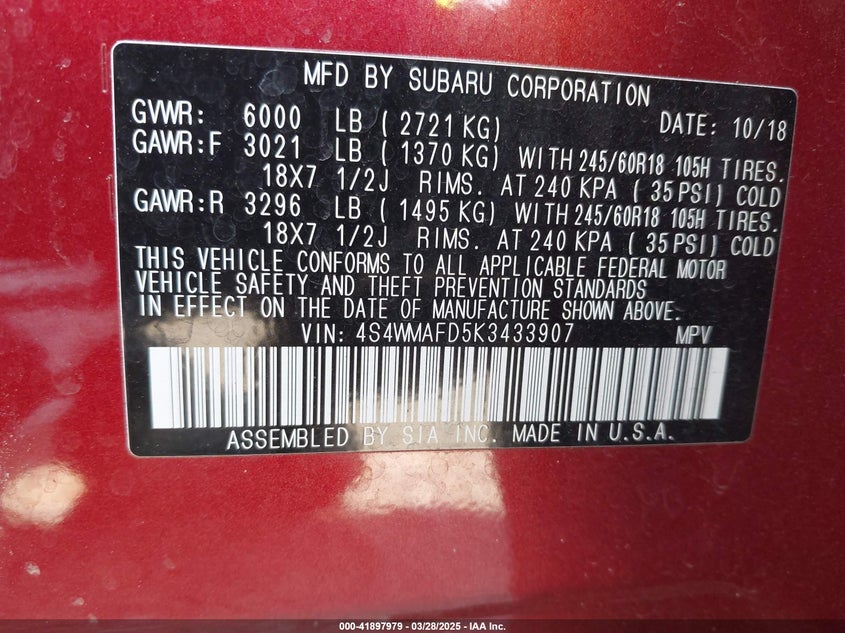 MFD BY SUBARU CORPORATION
GVWR: 6000 LB ( 2721 KG) DATE: 10/18
GAWR:F 3021 LB ( 1370 KG) WITH 245/60R18 105H TIRES.
18X7 1/2J RIMS. AT 240 KPA ( 35 PSI) COLD
GAWR:R 3296 LB ( 1495 KG) WITH 245/60R18 105H TIRES.
18X7 1/2J RIMS. AT 240 KPA ( 35 PSI) COLD
THIS VEHICLE CONFORMS TO ALL APPLICABLE FEDERAL MOTOR
VEHICLE SAFETY AND THEFT PREVENTION STANDARDS
IN EFFECT ON THE DATE OF MANUFACTURE SHOWN ABOVE.
VIN: 4S4WMAFD5K3433907 MPV
ASSEMBLED BY SIA INC. MADE IN U.S.A.
000-41897979 — 03/28/2025 — IAA Inc.